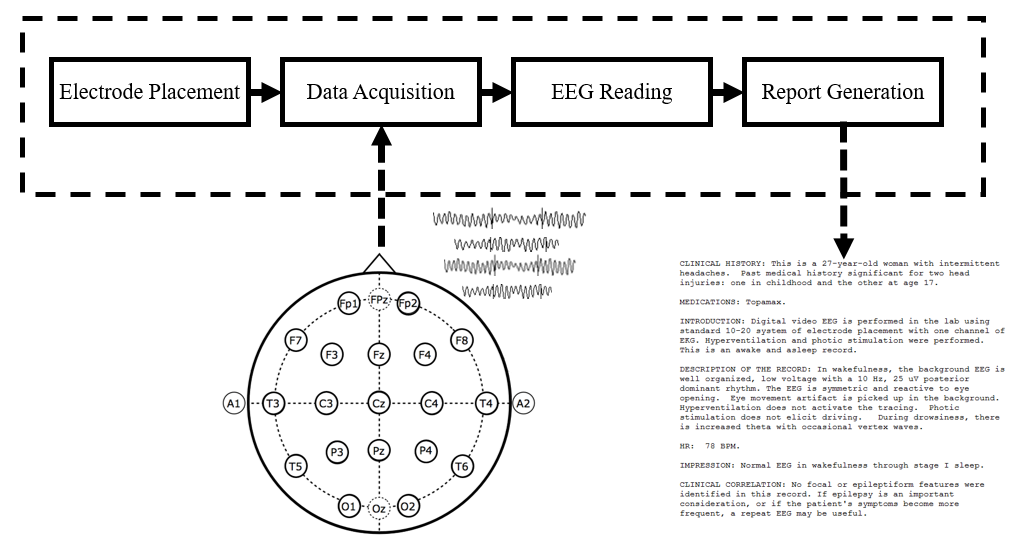 Electrode Placement
Data Acquisition
EEG Reading
Report Generation
Fp1
FPz
Fp2
F7
F3
Fz
F4
F8
A1
T3
C3
Cz
C4
T4
A2
T5
P3
Pz
P4
T6
O1
Oz
O2
CLINICAL HISTORY: This is a 27-year-old woman with intermittent
headaches.  Past medical history significant for two head
injuries: one in childhood and the other at age 17.
MEDICATIONS: Topamax.
INTRODUCTION: Digital video EEG is performed in the lab using
standard 10-20 system of electrode placement with one channel of
EKG. Hyperventilation and photic stimulation were performed.
This is an awake and asleep record.
DESCRIPTION OF THE RECORD: In wakefulness, the background EEG is
well organized, low voltage with a 10 Hz, 25 uV posterior
dominant rhythm. The EEG is symmetric and reactive to eye
opening.  Eye movement artifact is picked up in the background.
Hyperventilation does not activate the tracing.  Photic
stimulation does not elicit driving.   During drowsiness, there
is increased theta with occasional vertex waves.
HR:  78 BPM.
IMPRESSION: Normal EEG in wakefulness through stage I sleep.
CLINICAL CORRELATION: No focal or epileptiform features were
identified in this record. If epilepsy is an important
consideration, or if the patient's symptoms become more
frequent, a repeat EEG may be useful.